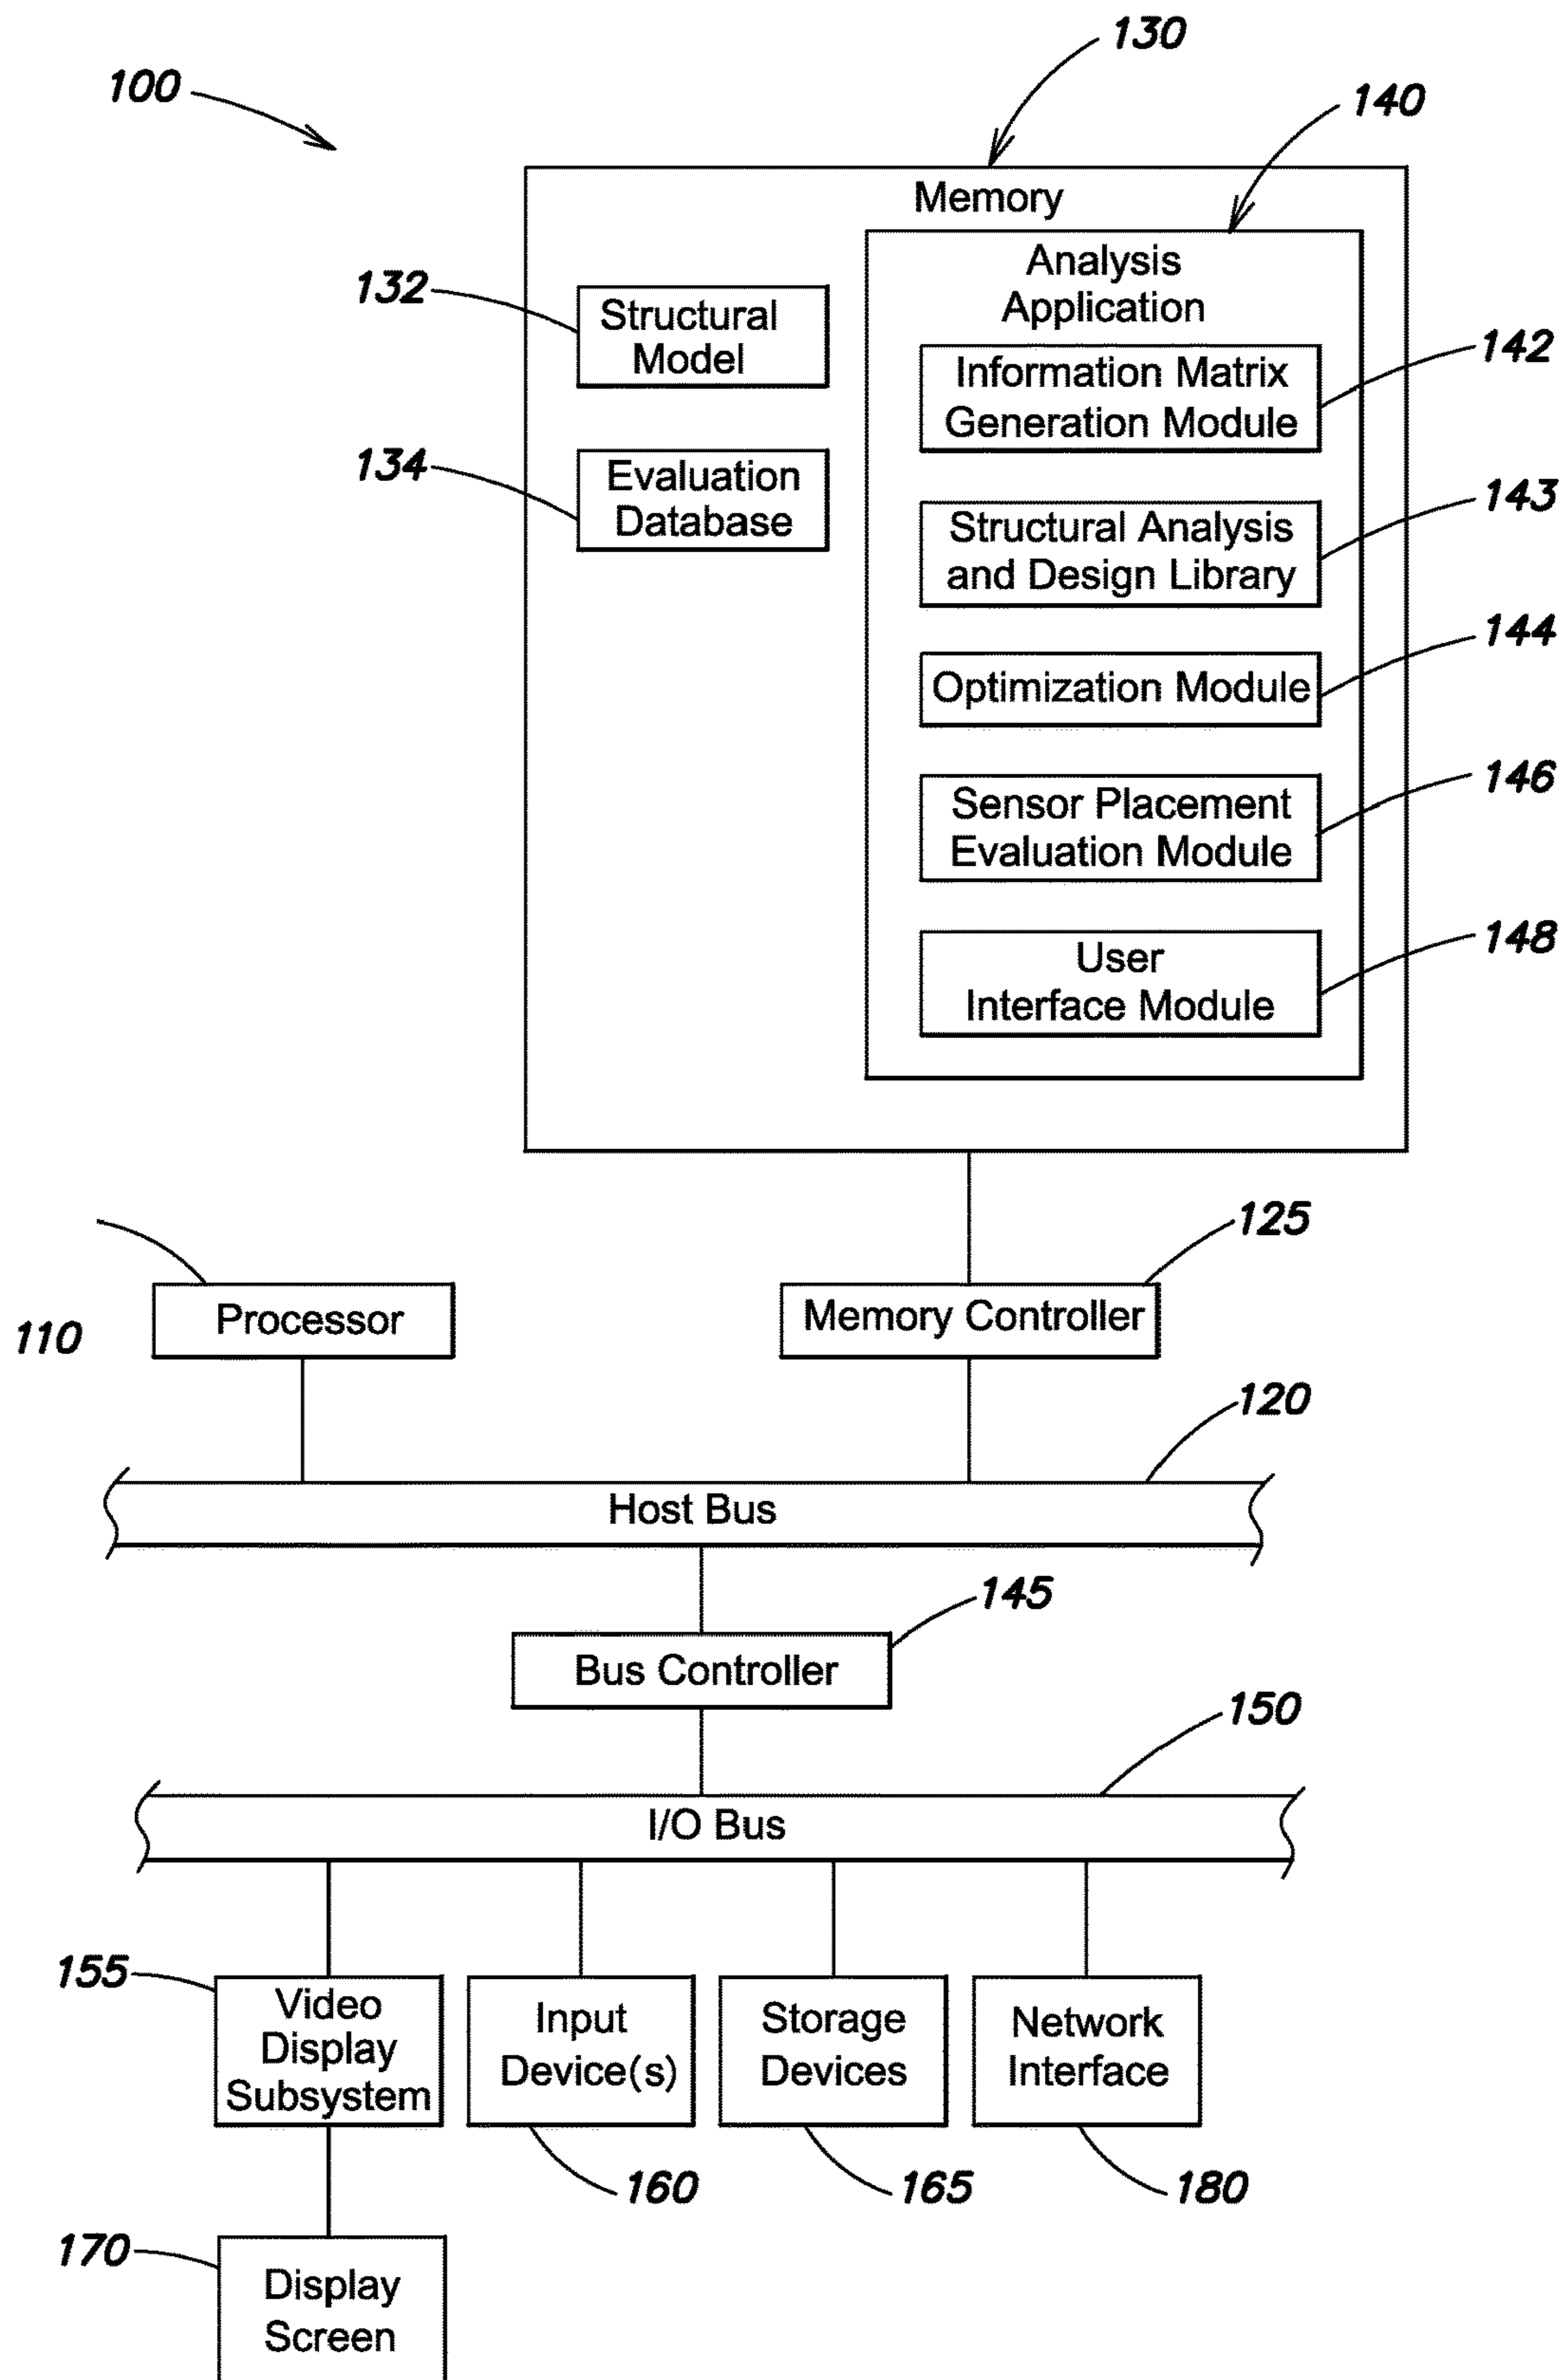 130
100
140
Memory
Analysis
Application
132
Structural
Model
142
Information Matrix
Generation Module
134
Evaluation
Database
143
Structural Analysis
and Design Library
144
Optimization Module
146
Sensor Placement
Evaluation Module
148
User
Interface Module
125
110
Processor
Memory Controller
120
Host Bus
145
Bus Controller
150
I/O Bus
155
Video
Display
Subsystem
Input
Device(s)
Storage
Devices
Network
Interface
160
165
180
170
Display
Screen